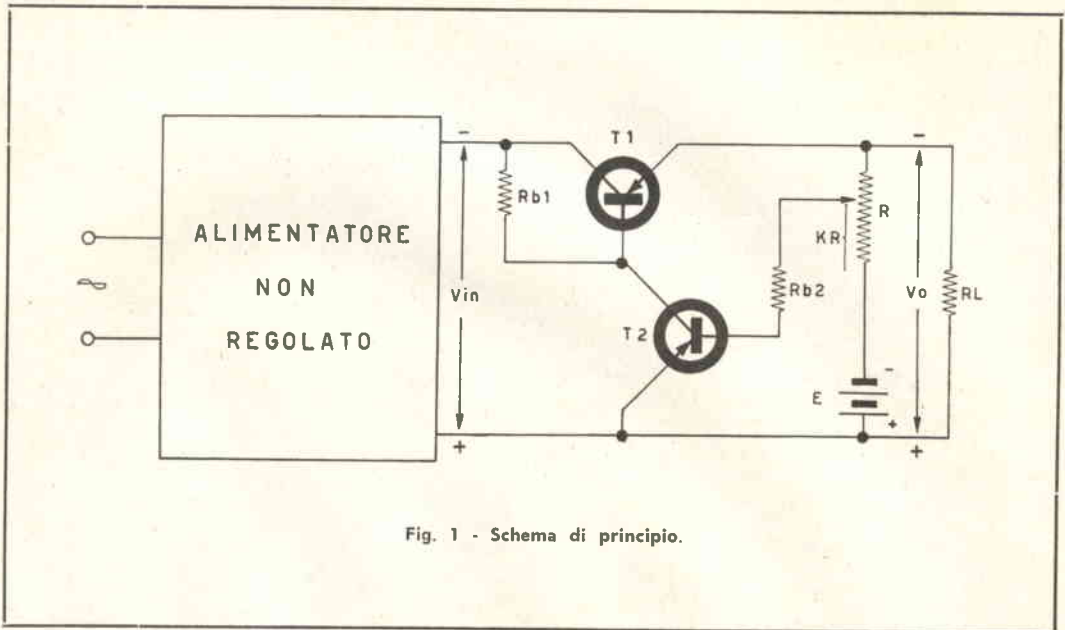 ALIMENTATORE
NON
REGOLATO
-
Vin
+
Rb1
T1
T2
Rb2
KR
R
E
-
+
-
Vo
+
RL
Fig. 1 - Schema di principio.